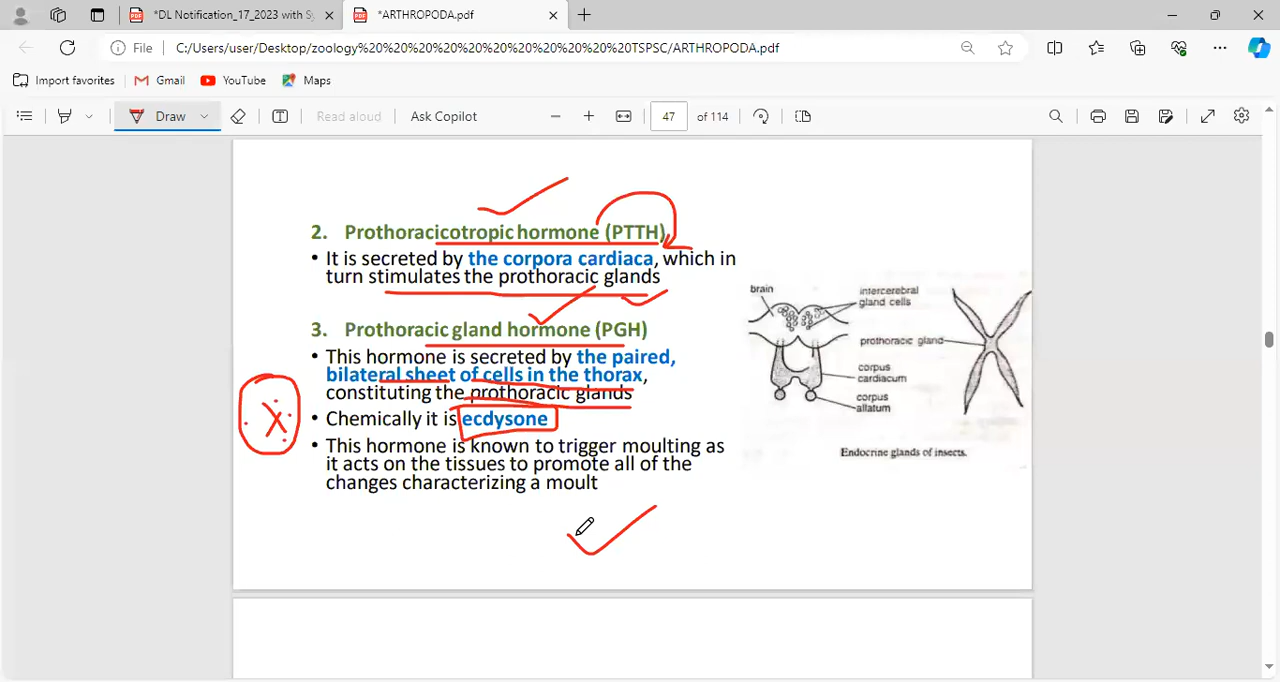 *DL Notification_17_2023 with Sy
*ARTHROPODA.pdf
File
C:/Users/user/Desktop/zoology%20%20%20%20%20%20%20%20%20%20%20TSPSC/ARTHROPODA.pdf
Import favorites
Gmail
YouTube
Maps
Draw
Read aloud
Ask Copilot
47
of 114
2. Prothoracicotropic hormone (PTTH)
• It is secreted by the corpora cardiaca, which in
turn stimulates the prothoracic glands
3. Prothoracic gland hormone (PGH)
• This hormone is secreted by the paired,
bilateral sheet of cells in the thorax,
constituting the prothoracic glands
• Chemically it is ecdysone
• This hormone is known to trigger moulting as
it acts on the tissues to promote all of the
changes characterizing a moult
brain
intercerebral
gland cells
prothoracic gland
corpus
cardiacum
corpus
allatum
Endocrine glands of insects.